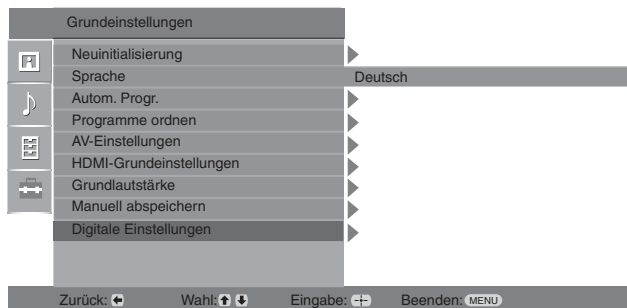 Grundeinstellungen
Neuinitialisierung
Sprache Deutsch
Autom. Progr.
Programme ordnen
AV-Einstellungen
HDMI-Grundeinstellungen
Grundlautstärke
Manuell abspeichern
Digitale Einstellungen
Zurück: Wahl: Eingabe: Beenden: MENU